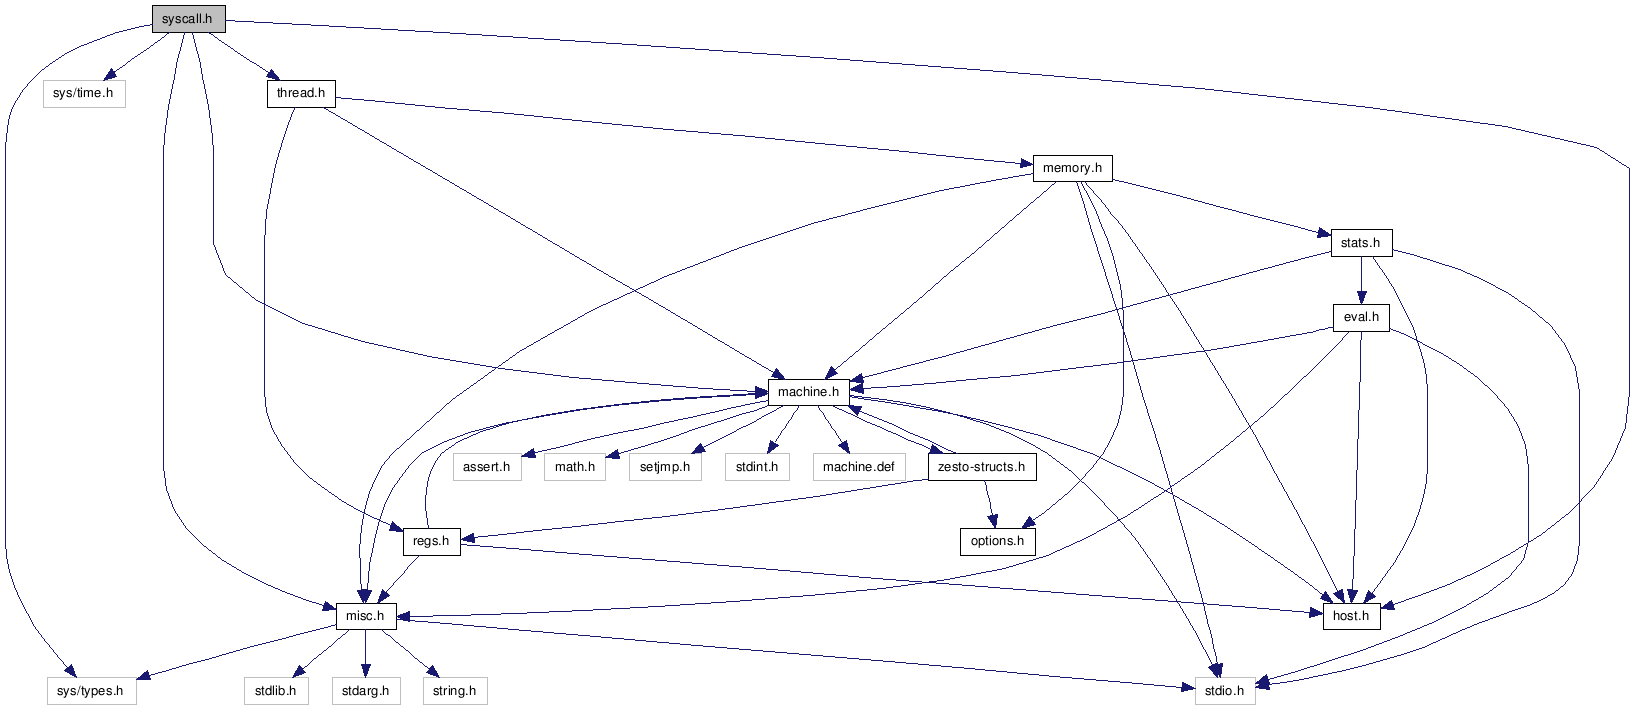 syscall.h
sys/time.h
thread.h
memory.h
stats.h
eval.h
machine.h
assert.h
math.h
setjmp.h
stdint.h
machine.def
zesto-structs.h
regs.h
options.h
misc.h
host.h
sys/types.h
stdlib.h
stdarg.h
string.h
stdio.h